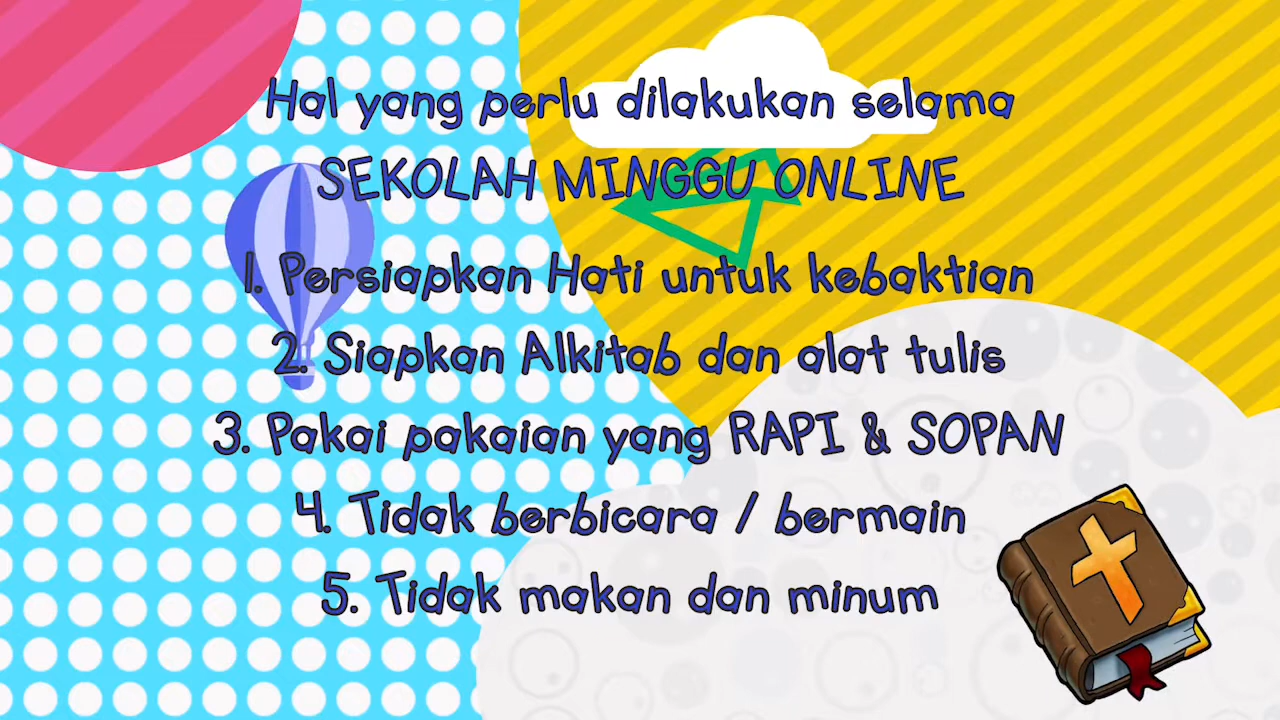 Hal yang perlu dilakukan selama
SEKOLAH MINGGU ONLINE
1. Persiapkan Hati untuk kebaktian
2. Siapkan Alkitab dan alat tulis
3. Pakai pakaian yang RAPI & SOPAN
4. Tidak berbicara / bermain
5. Tidak makan dan minum